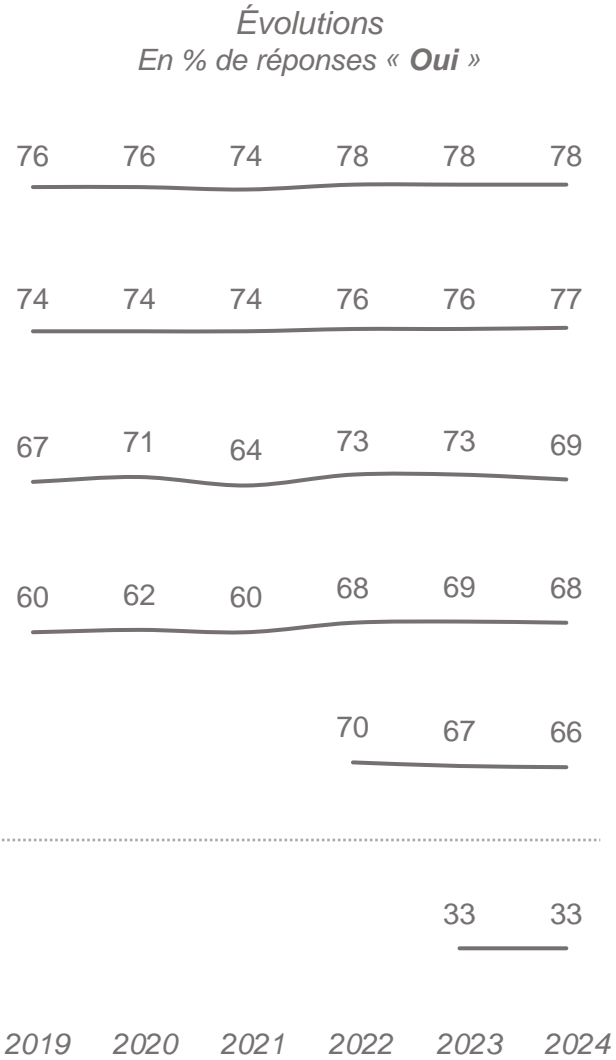 Évolutions
En % de réponses « Oui »
76 76 74 78 78 78
74 74 74 76 76 77
67 71 64 73 73 69
60 62 60 68 69 68
70 67 66
33 33
2019 2020 2021 2022 2023 2024